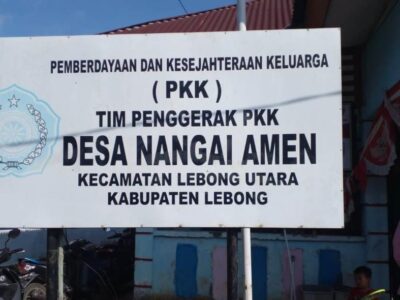 PEMBERDAYAAN DAN KESEJAHTERAAN KELUARGA
( PKK )
TIM PENGGERAK PKK
DESA NANGAI AMEN
KECAMATAN LEBONG UTARA
KABUPATEN LEBONG